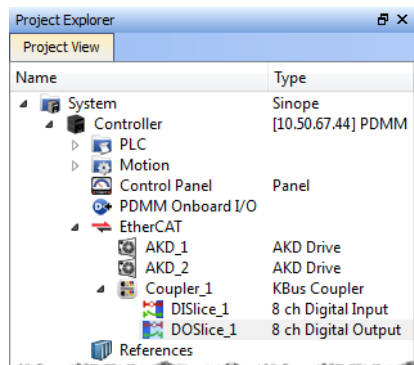 Project Explorer
Project View
Name Type
System Sinope
Controller [10.50.67.44] PDMM
PLC
Motion
Control Panel Panel
PDMM Onboard I/O
EtherCAT
AKD_1 AKD Drive
AKD_2 AKD Drive
Coupler_1 KBus Coupler
DISlice_1 8 ch Digital Input
DOSlice_1 8 ch Digital Output
References